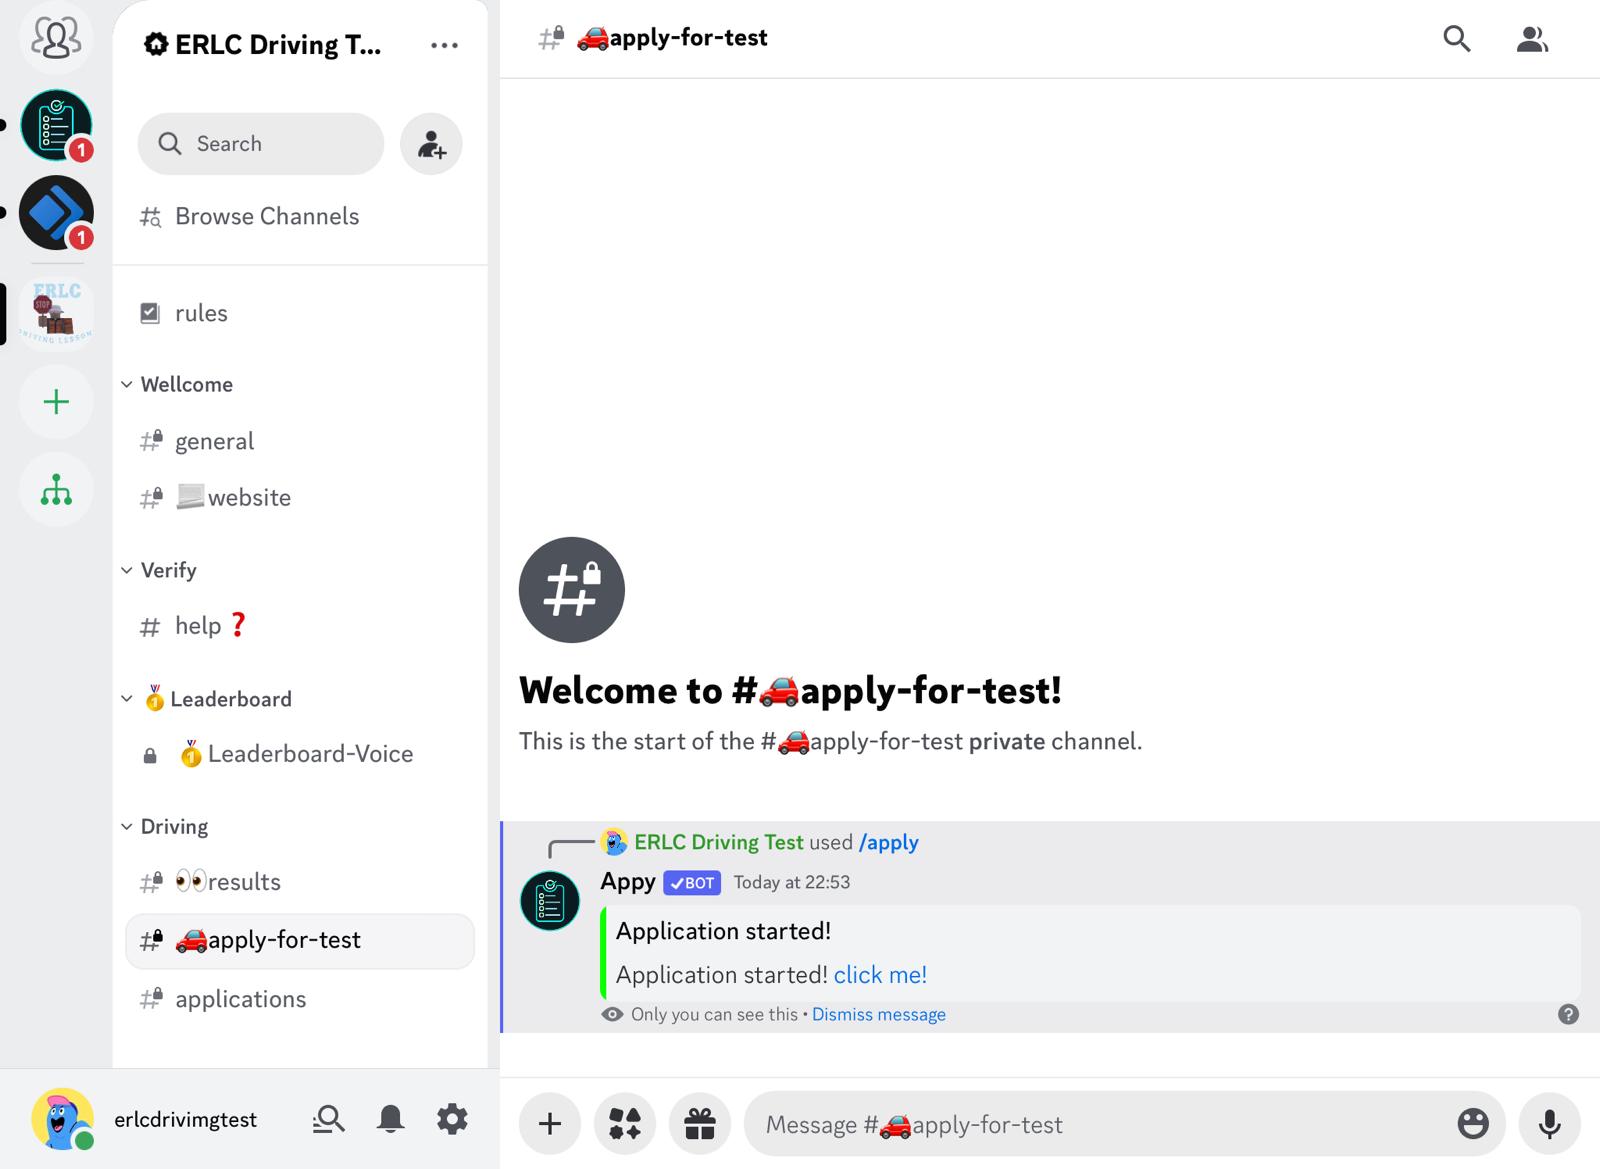 1
1
ERLC
STOP
DRIVING LESSON
ERLC Driving T...
Search
Browse Channels
rules
Wellcome
general
website
Verify
help ❓
🏅Leaderboard
🏅Leaderboard-Voice
Driving
👀results
🚗apply-for-test
applications
erlcdrivimgtest
🚗apply-for-test
Welcome to #🚗apply-for-test!
This is the start of the #🚗apply-for-test private channel.
ERLC Driving Test used /apply
Appy ✓BOT Today at 22:53
Application started!
Application started! click me!
Only you can see this • Dismiss message
Message #🚗apply-for-test